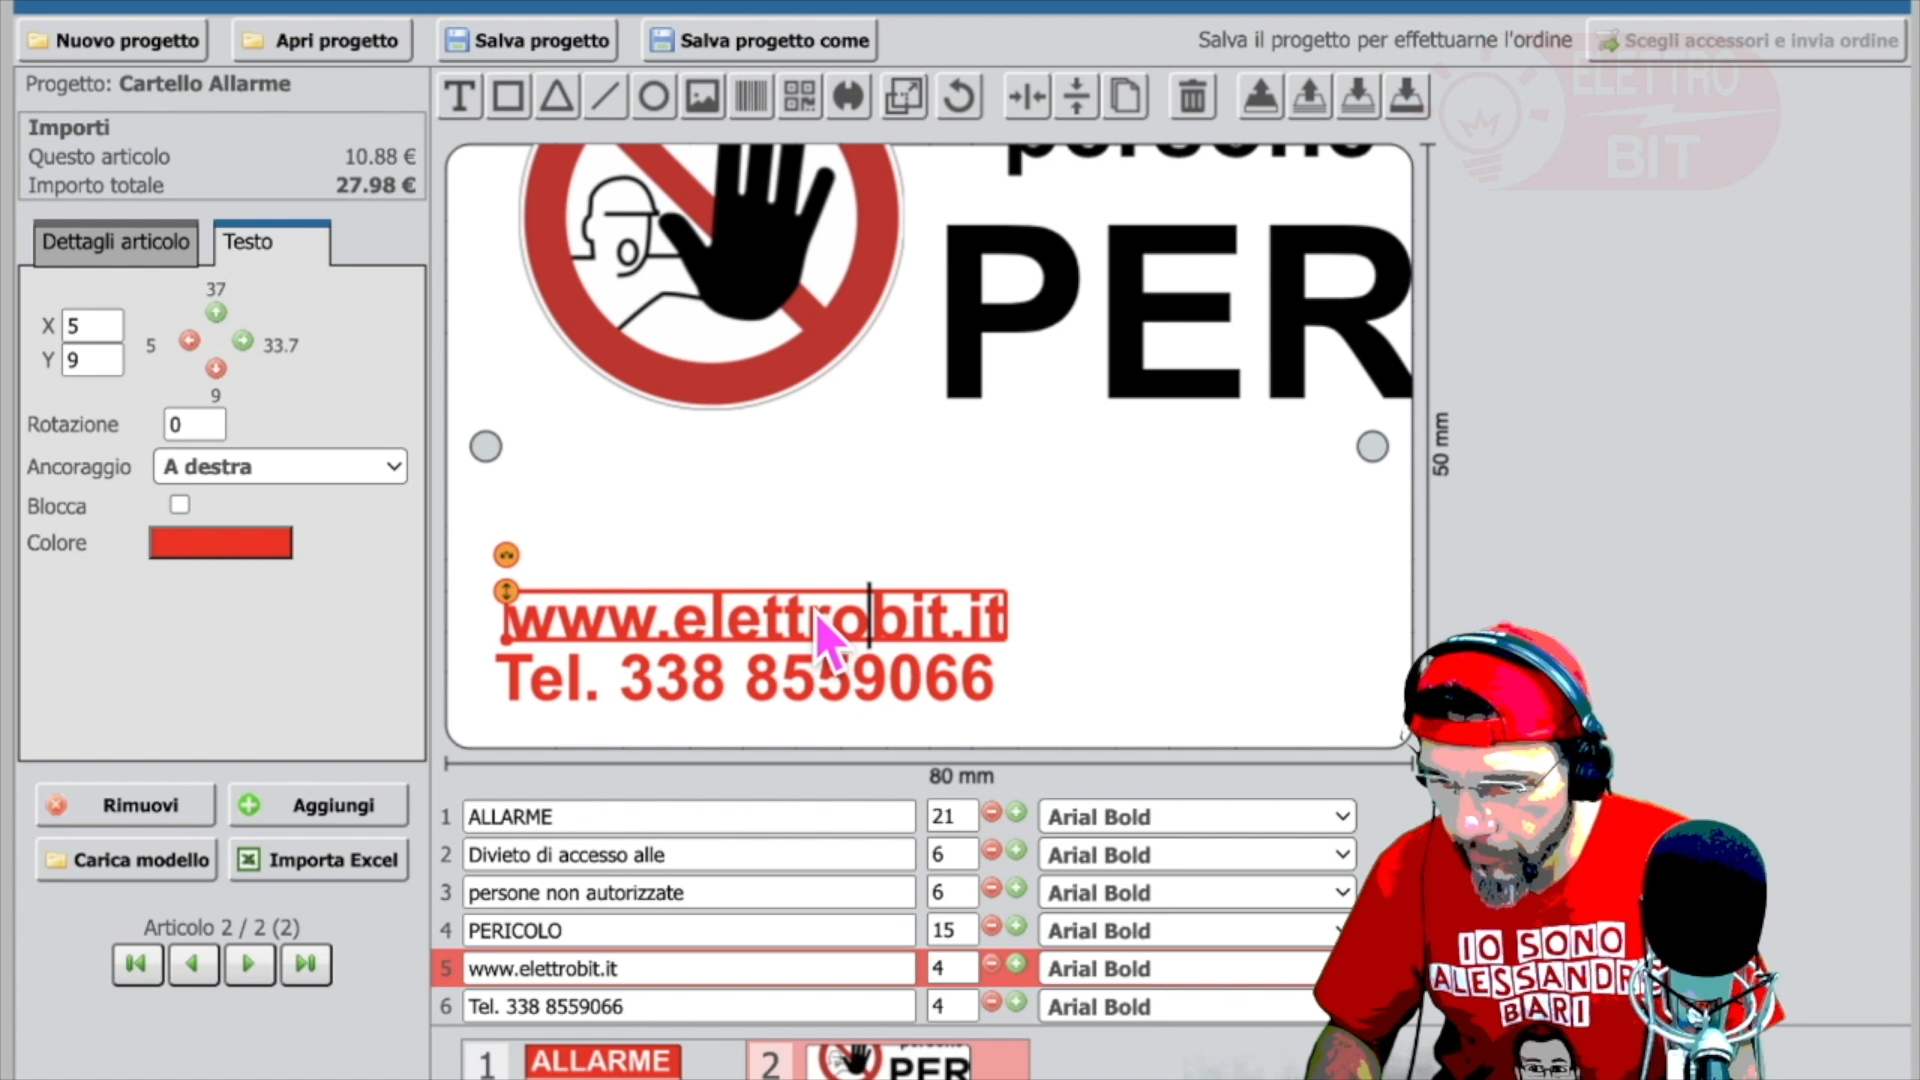 Nuovo progetto
Apri progetto
Salva progetto
Salva progetto come
Salva il progetto per effettuarne l'ordine
Scegli accessori e invia ordine
Progetto: Cartello Allarme
Importi
Questo articolo 10.88 €
Importo totale 27.98 €
Dettagli articolo
Testo
37
X 5
5
33.7
Y 9
9
Rotazione 0
Ancoraggio A destra
Blocca
Colore
Rimuovi
Aggiungi
Carica modello
Importa Excel
Articolo 2 / 2 (2)
ELETTRO
BIT
persone
PER
www.elettrobit.it
Tel. 338 8559066
50 mm
80 mm
1 ALLARME 21 Arial Bold
2 Divieto di accesso alle 6 Arial Bold
3 persone non autorizzate 6 Arial Bold
4 PERICOLO 15 Arial Bold
5 www.elettrobit.it 4 Arial Bold
6 Tel. 338 8559066 4 Arial Bold
1 ALLARME
2 PER
IO SONO
ALESSANDR
BARI